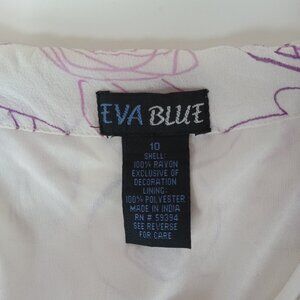 EVA BLUE
10
SHELL:
100% RAYON
EXCLUSIVE OF
DECORATION
LINING:
100% POLYESTER
MADE IN INDIA
RN # 59394
SEE REVERSE
FOR CARE